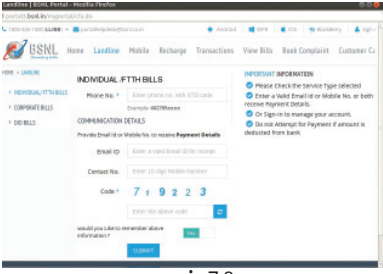 Landline | BSNL Portal - Mozilla Firefox
Android WP8 iOS BlackBerry
BSNL Home Landline Mobile Recharge Transactions View Bills Book Complaint Customer
HOME > LANDLINE
INDIVIDUAL /FTTH BILLS
CORPORATE BILLS
DID BILLS
INDIVIDUAL /FTTH BILLS
Phone No. * Enter phone no. with STD code
Example
COMMUNICATION DETAILS
Provide Email Id or Mobile No. to receive Payment Details
Email ID Enter a valid Email ID for receipt
Contact No. Enter 10 digit Mobile Number
Code * 7 1 9 2 2 3
Enter the above code
would you Like to remember above information ?
SUBMIT
IMPORTANT INFORMATION
Please Check the Service Type selected
Enter a Valid Email Id or Mobile No. or both
receive Payment Details.
Or Sign-in to manage your account.
Do not Attempt for Payment if amount is
deducted from bank